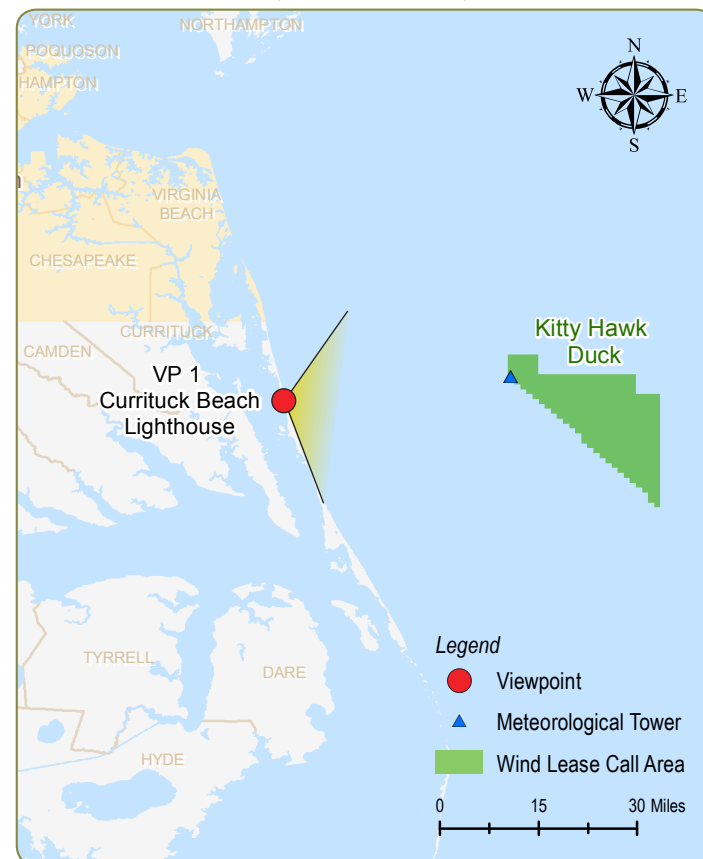 YORK
NORTHAMPTON
POQUOSON
HAMPTON
N
W
E
S
VIRGINIA
BEACH
CHESAPEAKE
CURRITUCK
CAMDEN
Kitty Hawk
Duck
VP 1
Currituck Beach
Lighthouse
TYRRELL
DARE
HYDE
Legend
Viewpoint
Meteorological Tower
Wind Lease Call Area
0 15 30 Miles